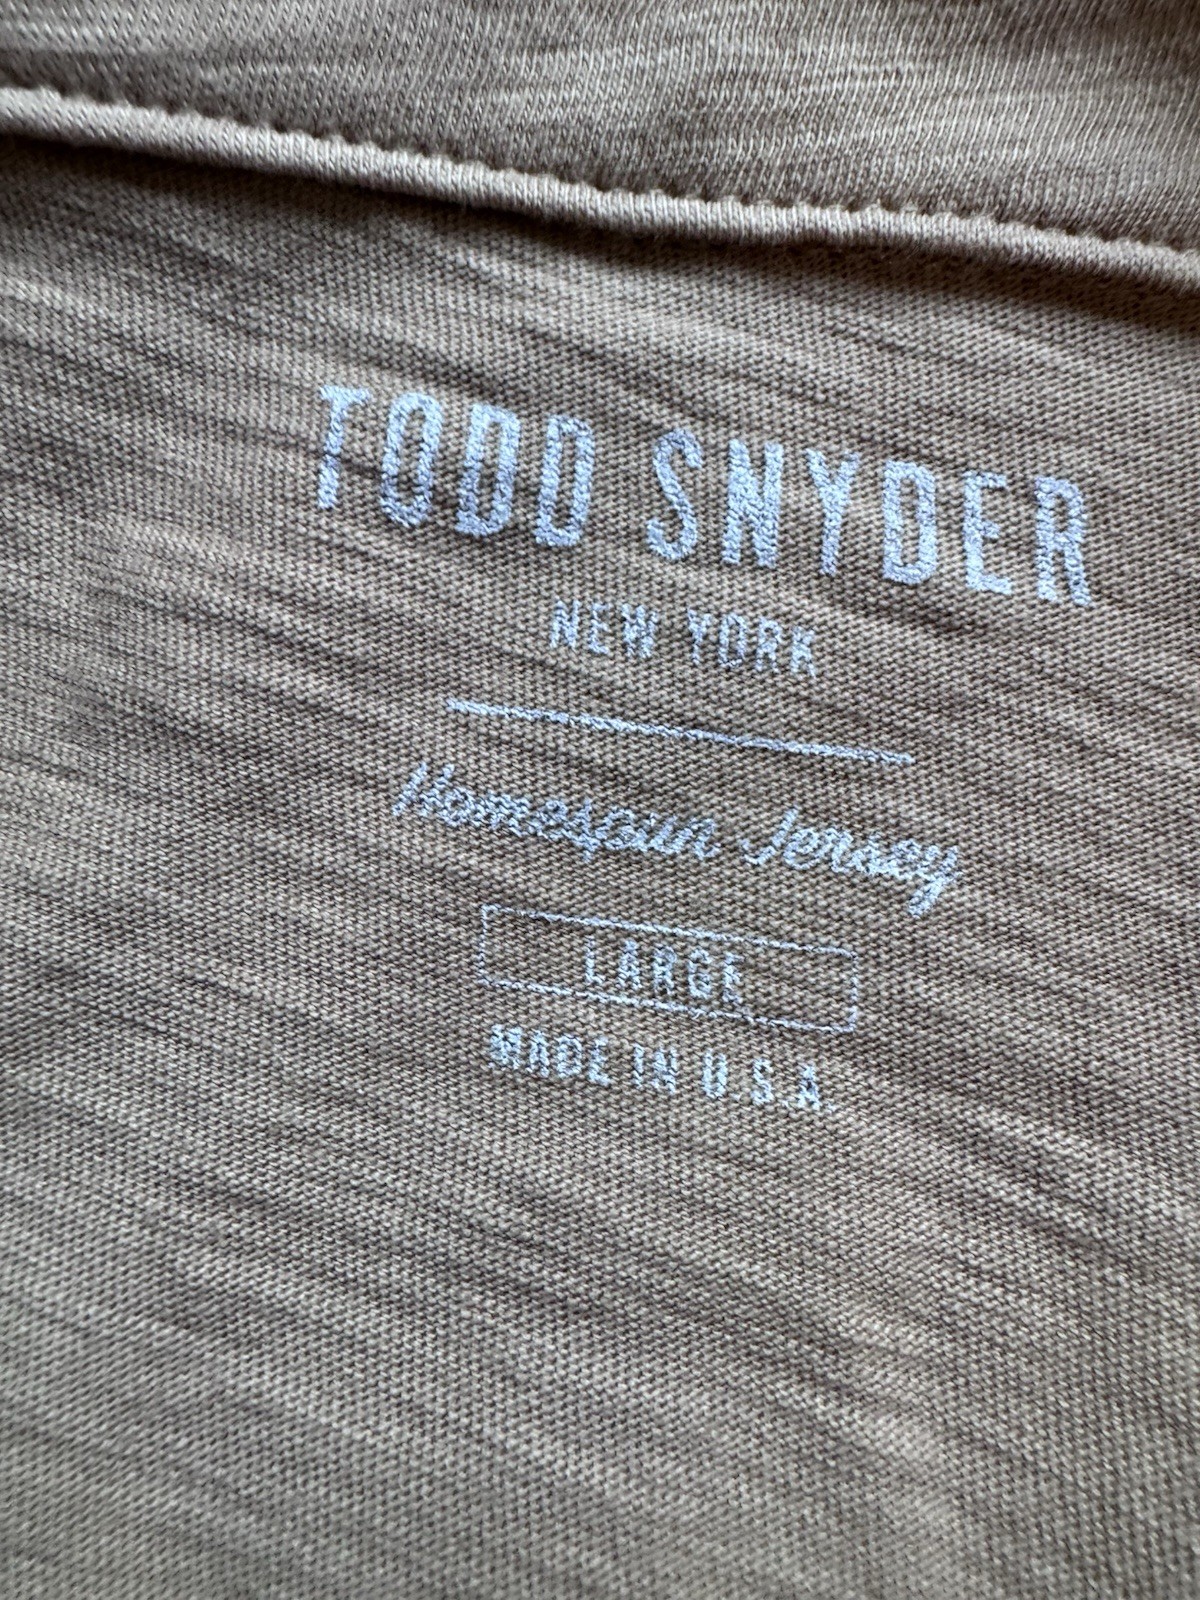 TODD SNYDER
NEW YORK
Homespun Jersey
LARGE
MADE IN U.S.A.